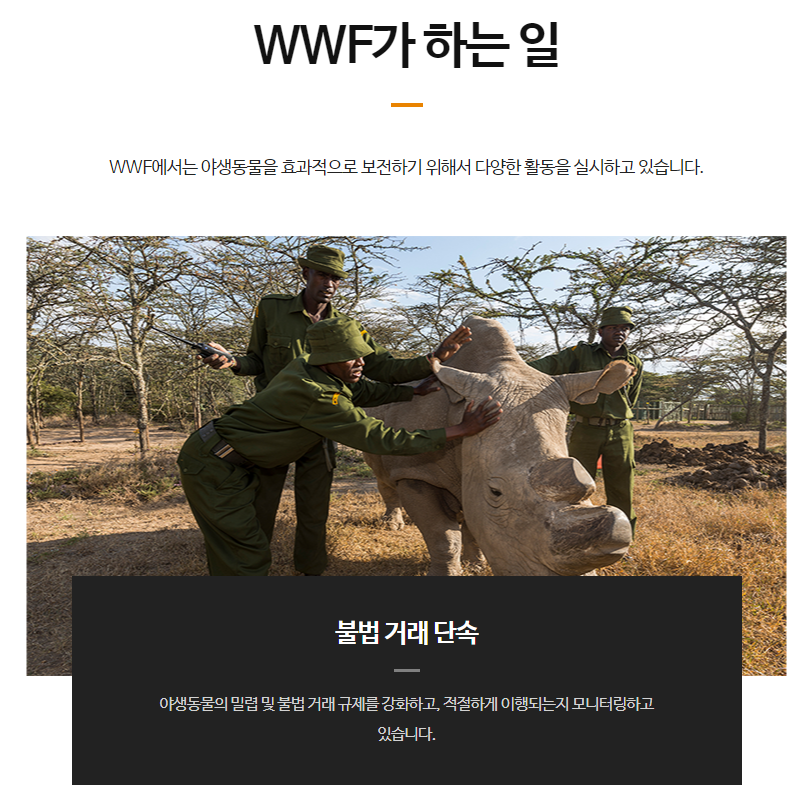 WWF가 하는 일
WWF에서는 야생동물을 효과적으로 보전하기 위해서 다양한 활동을 실시하고 있습니다.
불법 거래 단속
야생동물의 밀렵 및 불법 거래 규제를 강화하고, 적절하게 이행되는지 모니터링하고
있습니다.